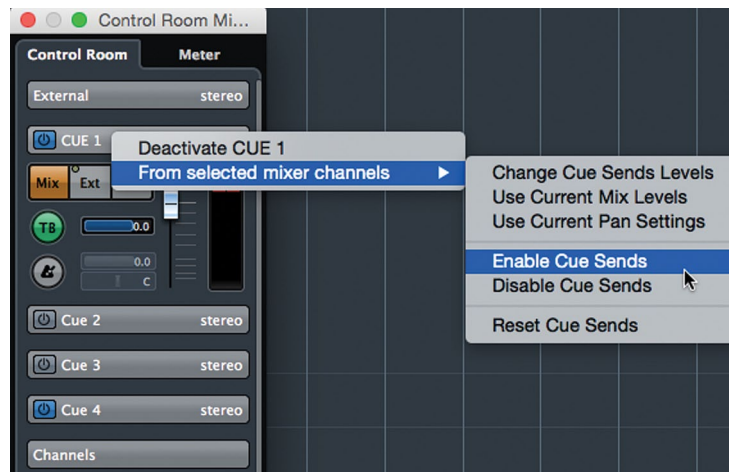 Control Room Mi...
Control Room Meter
External stereo
CUE 1
Deactivate CUE 1
From selected mixer channels
Change Cue Sends Levels
Use Current Mix Levels
Use Current Pan Settings
Enable Cue Sends
Disable Cue Sends
Reset Cue Sends
Mix Ext
TB 0.0
0.0
C
Cue 2 stereo
Cue 3 stereo
Cue 4 stereo
Channels